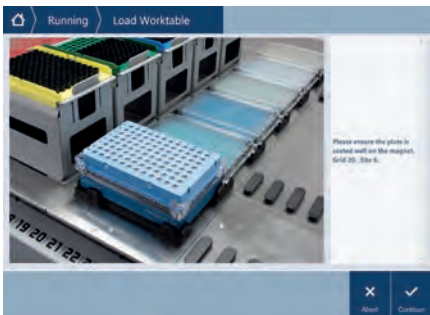 Running
Load Worktable
Please ensure the plate is
seated well on the magnet.
Grid 20, Site 6.
19 20 21 22
Abort
Continue